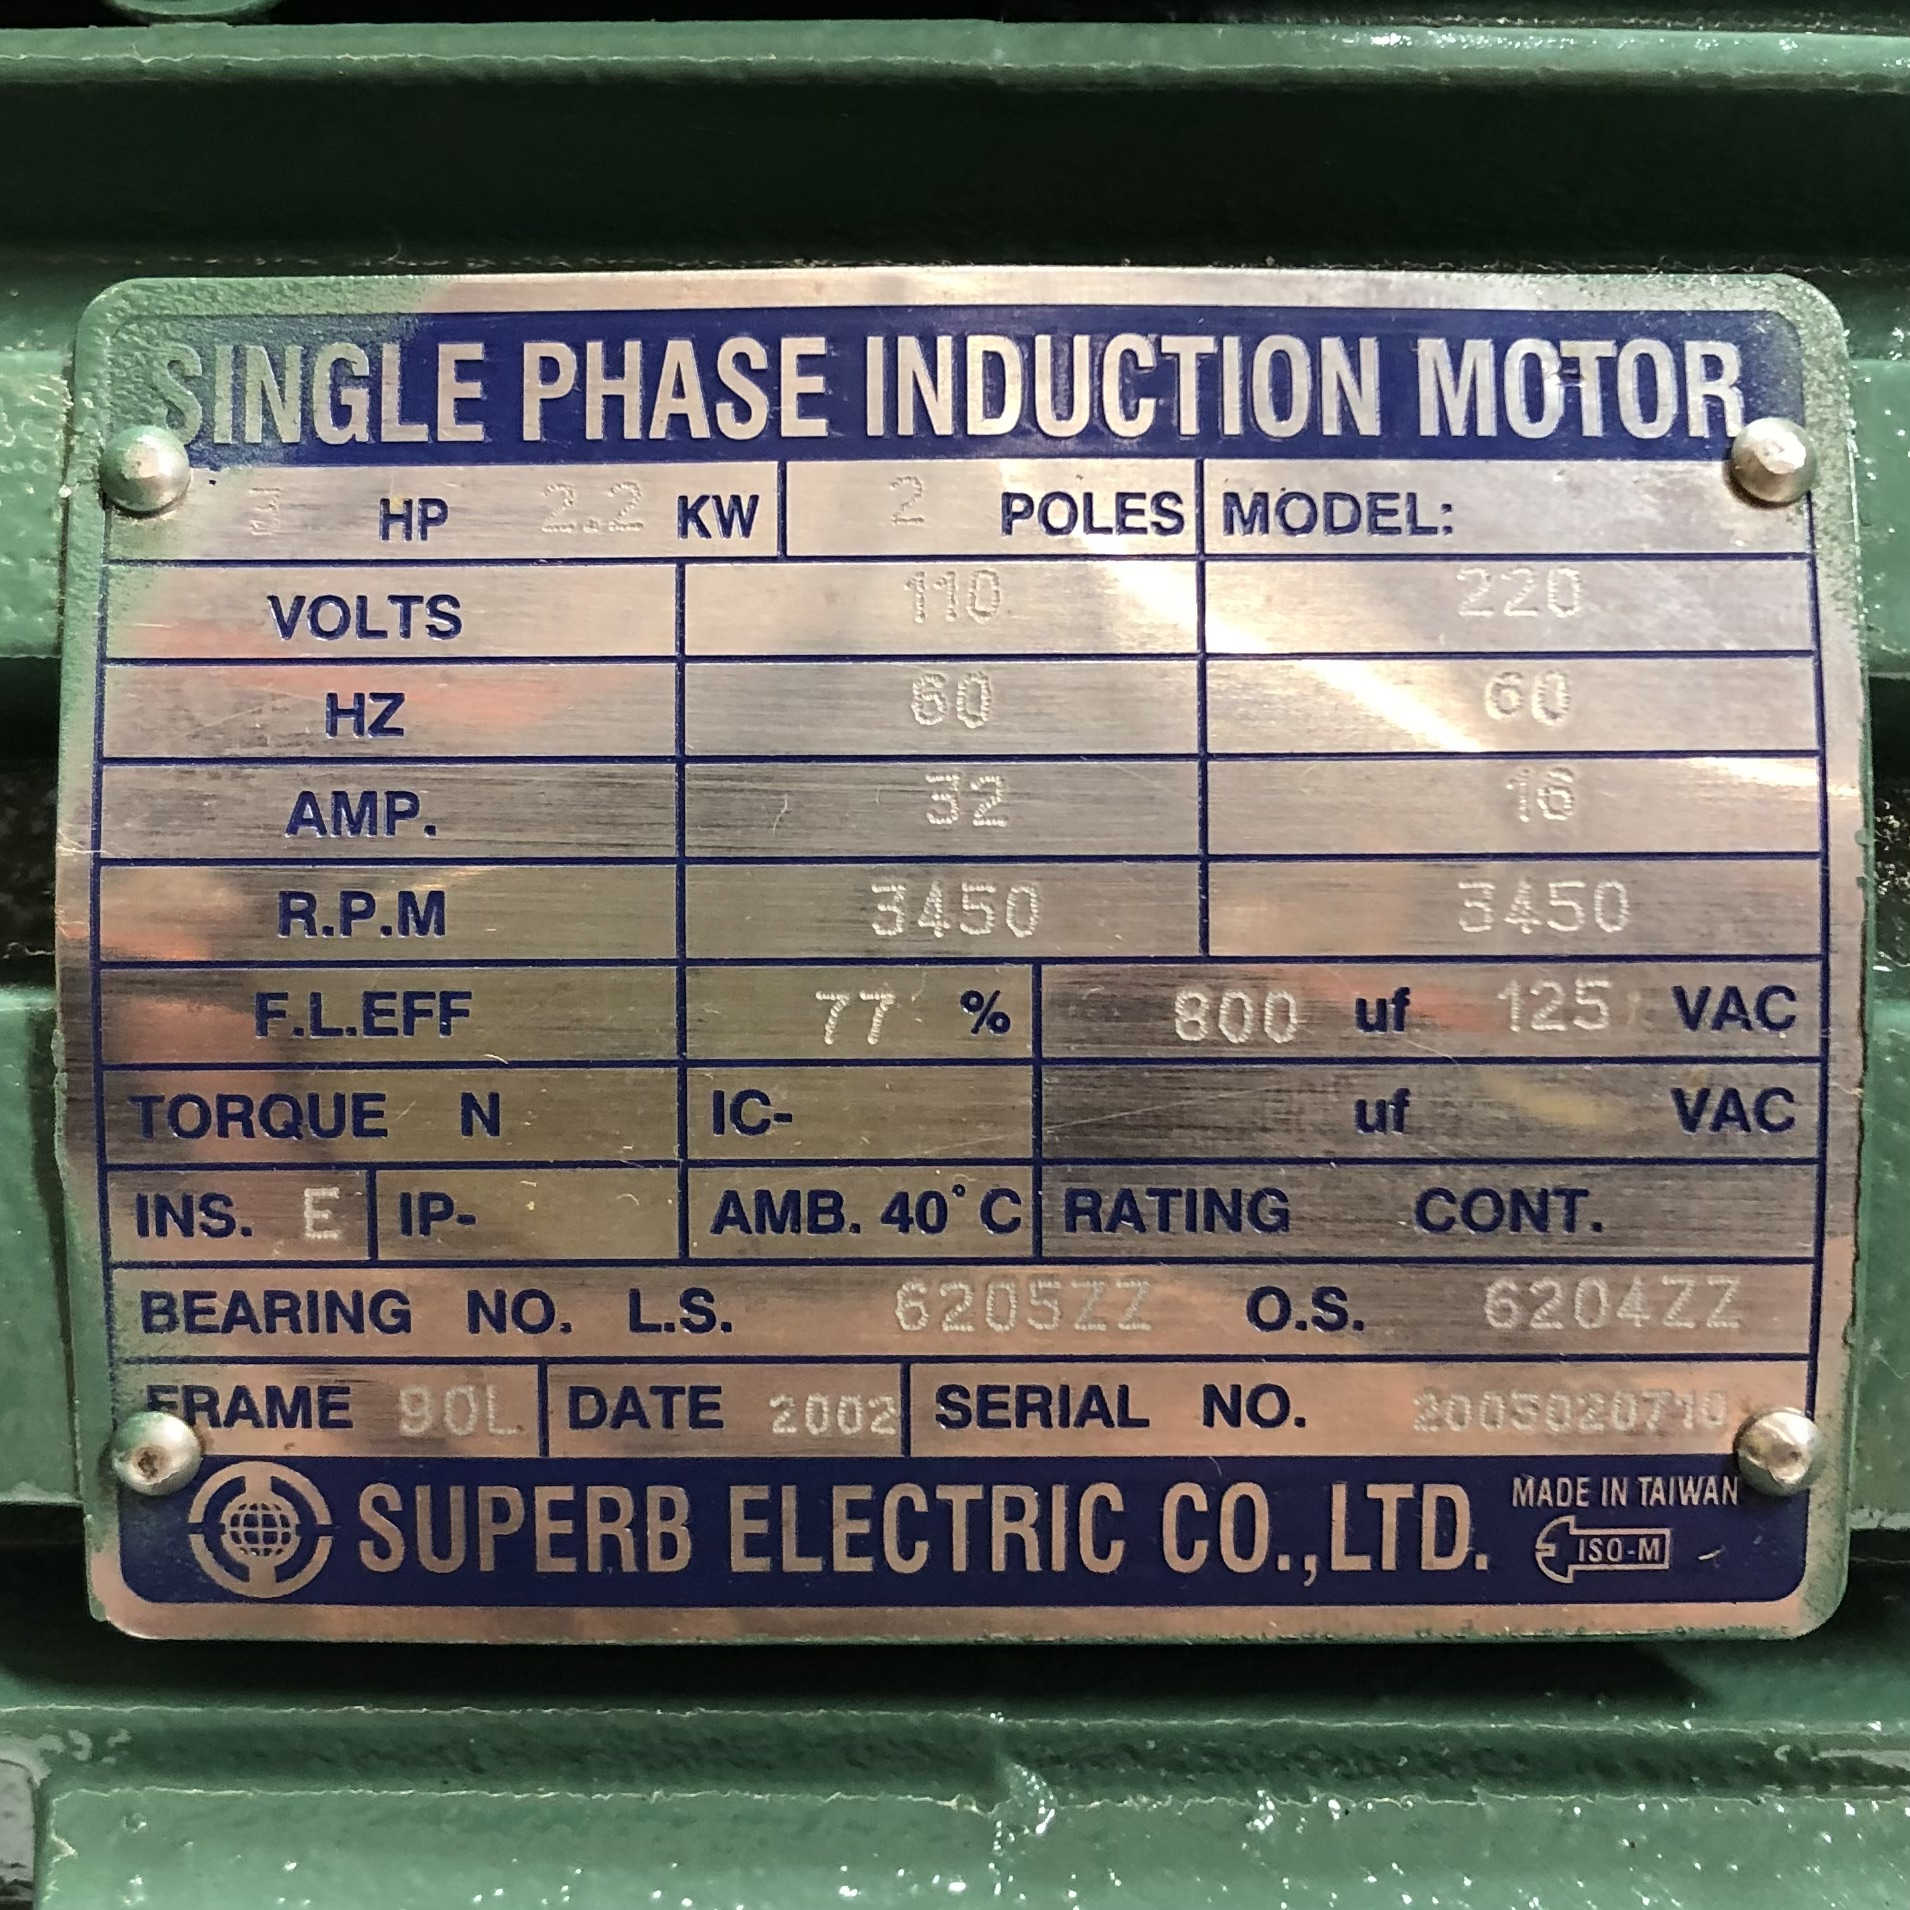 SINGLE PHASE INDUCTION MOTOR
3 HP 2.2 KW 2 POLES MODEL:
VOLTS 110 220
HZ 60 60
AMP. 32 16
R.P.M 3450 3450
F.L.EFF 77 % 800 uf 125 VAC
TORQUE N IC- uf VAC
INS. E IP- AMB. 40°C RATING CONT.
BEARING NO. L.S. 6205ZZ O.S. 6204ZZ
FRAME 90L DATE 2002 SERIAL NO. 2005020710
SUPERB ELECTRIC CO.,LTD. MADE IN TAIWAN
ISO-M